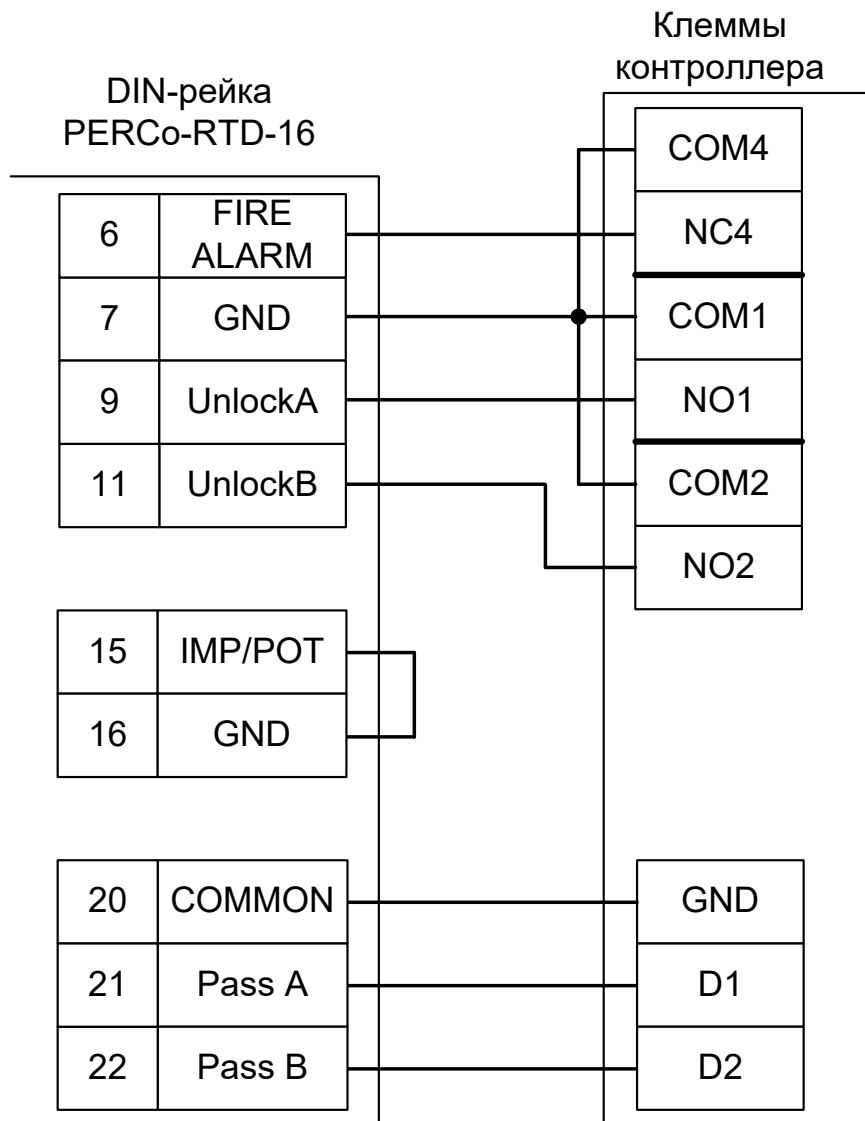 Клеммы
контроллера
DIN-рейка
PERCo-RTD-16
COM4
6 FIRE ALARM NC4
7 GND COM1
9 UnlockA NO1
11 UnlockB COM2
NO2
15 IMP/POT
16 GND
20 COMMON GND
21 Pass A D1
22 Pass B D2